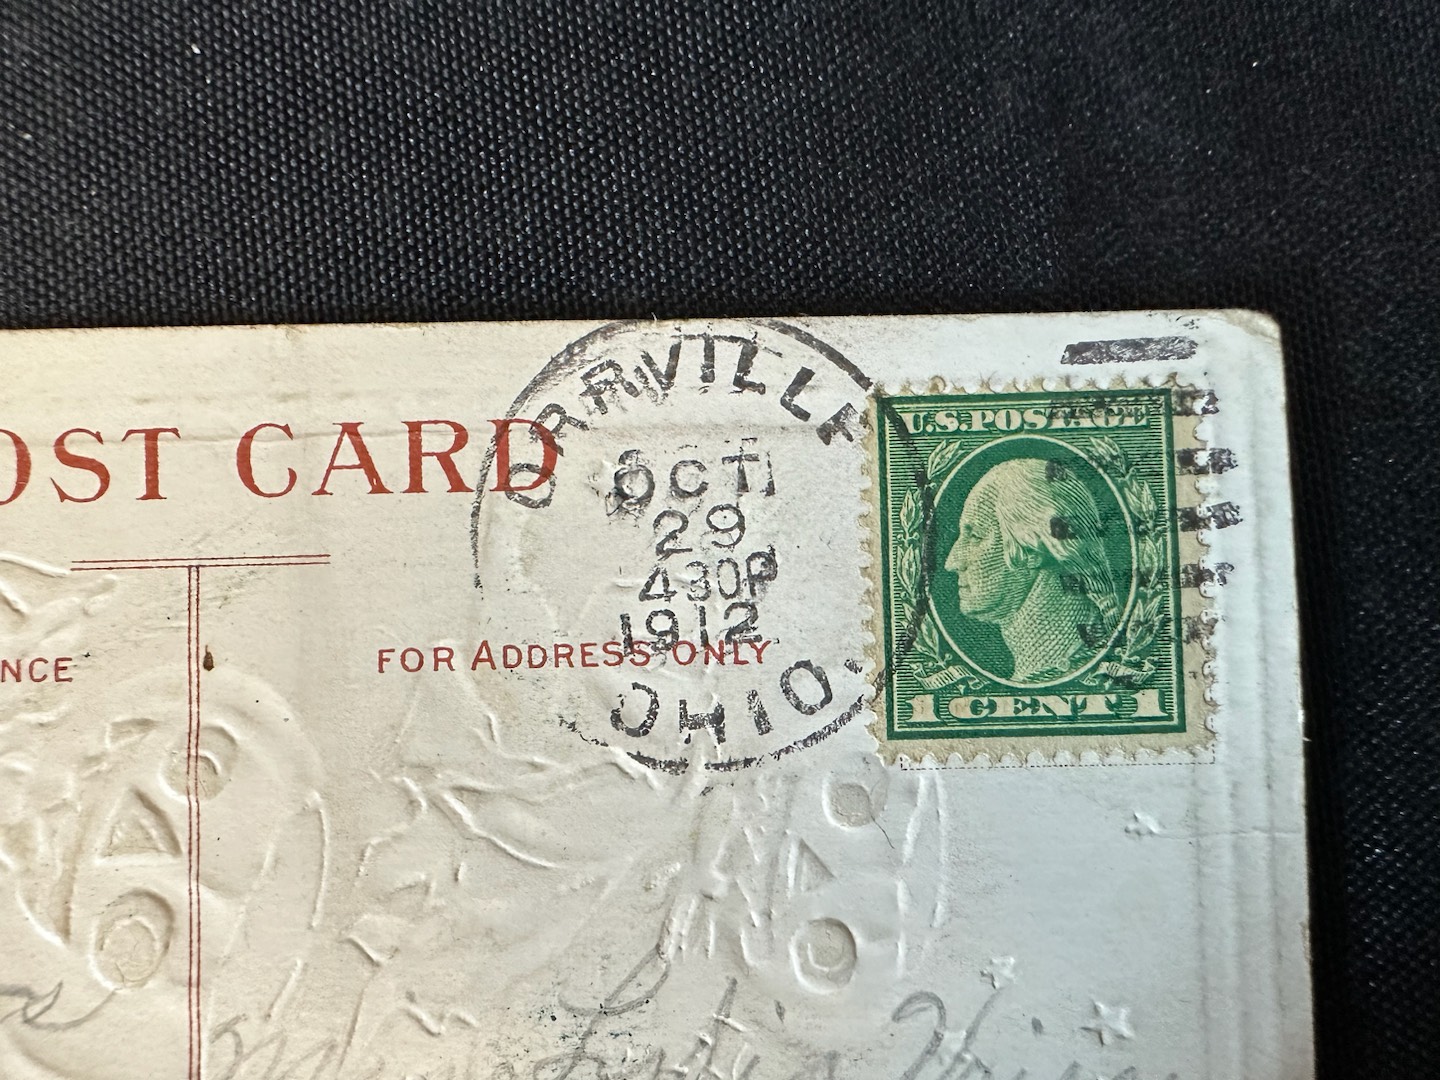 ORRVILLE
OCT
29
430P
1912
OHIO.
U.S.POSTAGE
1 CENT 1
OST CARD
NCE
FOR ADDRESS ONLY